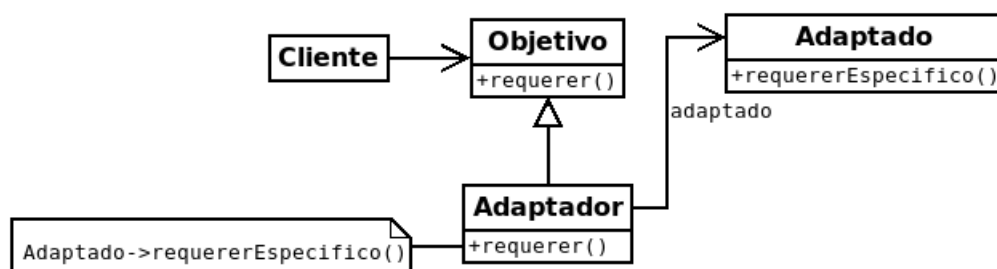 Cliente
Objetivo
+requerer()
Adaptado
+requererEspecifico()
adaptado
Adaptador
+requerer()
Adaptado->requererEspecifico()